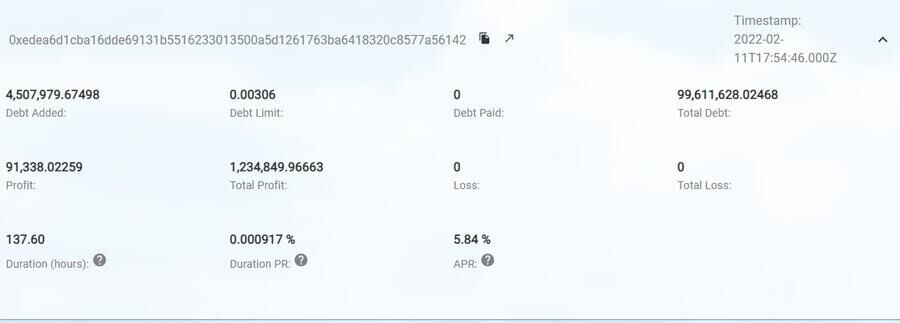 Timestamp:
0xedea6d1cba16dde69131b5516233013500a5d1261763ba6418320c8577a56142
2022-02-
11T17:54:46.000Z
4,507,979.67498 0.00306 0 99,611,628.02468
Debt Added: Debt Limit: Debt Paid: Total Debt:
91,338.02259 1,234,849.96663 0 0
Profit: Total Profit: Loss: Total Loss:
137.60 0.000917 % 5.84 %
Duration (hours): ? Duration PR: ? APR: ?